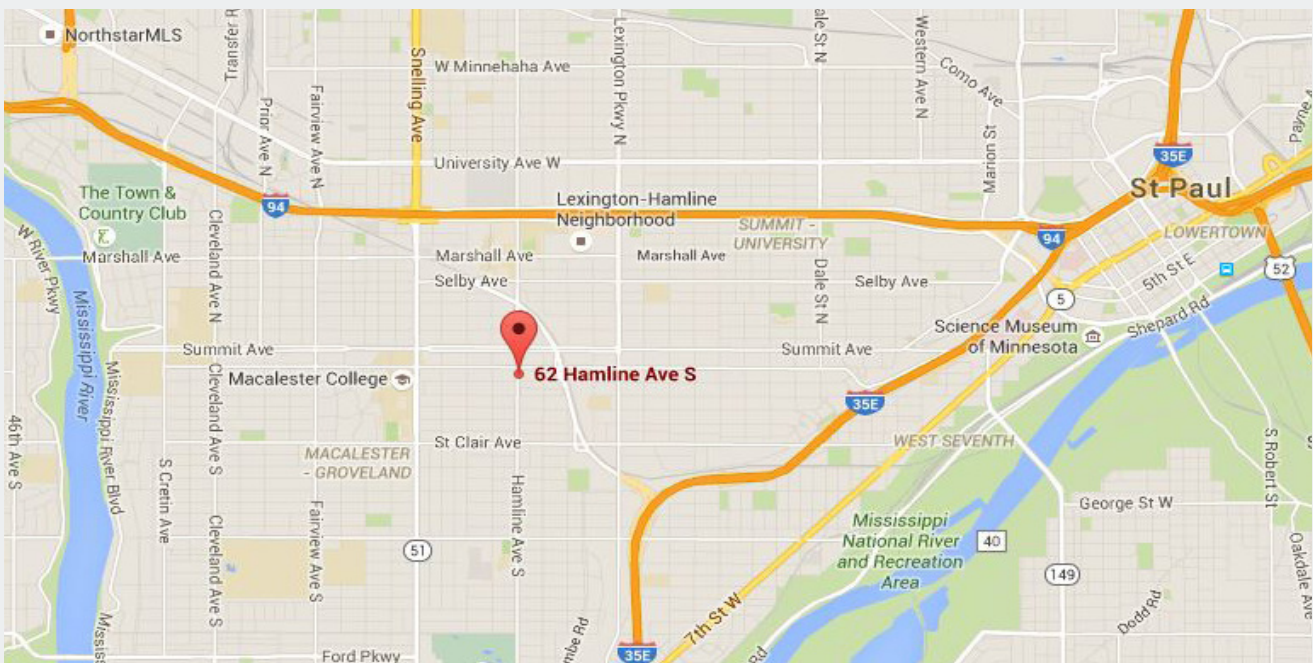 NorthstarMLS
Transfer R
Snelling Ave
Lexington Pkwy N
ale St N
Western Ave N
Como Ave
Payne A
W Minnehaha Ave
Prior Ave N
Fairview Ave N
Marion St
University Ave W
35E
St Paul
The Town &
Country Club
94
Lexington-Hamline
Neighborhood
SUMMIT -
UNIVERSITY
94
LOWERTOWN
W River Pkwy
Cleveland Ave N
Marshall Ave
Marshall Ave
Marshall Ave
Selby Ave
Dale St N
Selby Ave
5th St E
52
5
Mississippi River
Shepard Rd
Science Museum
of Minnesota
Summit Ave
Summit Ave
Macalester College
62 Hamline Ave S
Mississippi River Blvd
Cleveland Ave S
35E
46th Ave S
St Clair Ave
WEST SEVENTH
MACALESTER
- GROVELAND
S Cretin Ave
S Robert St
Hamline Ave S
Fairview Ave S
Cleveland Ave S
George St W
Mississippi
National River
and Recreation
Area
40
51
149
Oakdale Ave
Dodd Rd
7th St W
Missis
mbe Rd
Rd
Ford Pkwy
35E